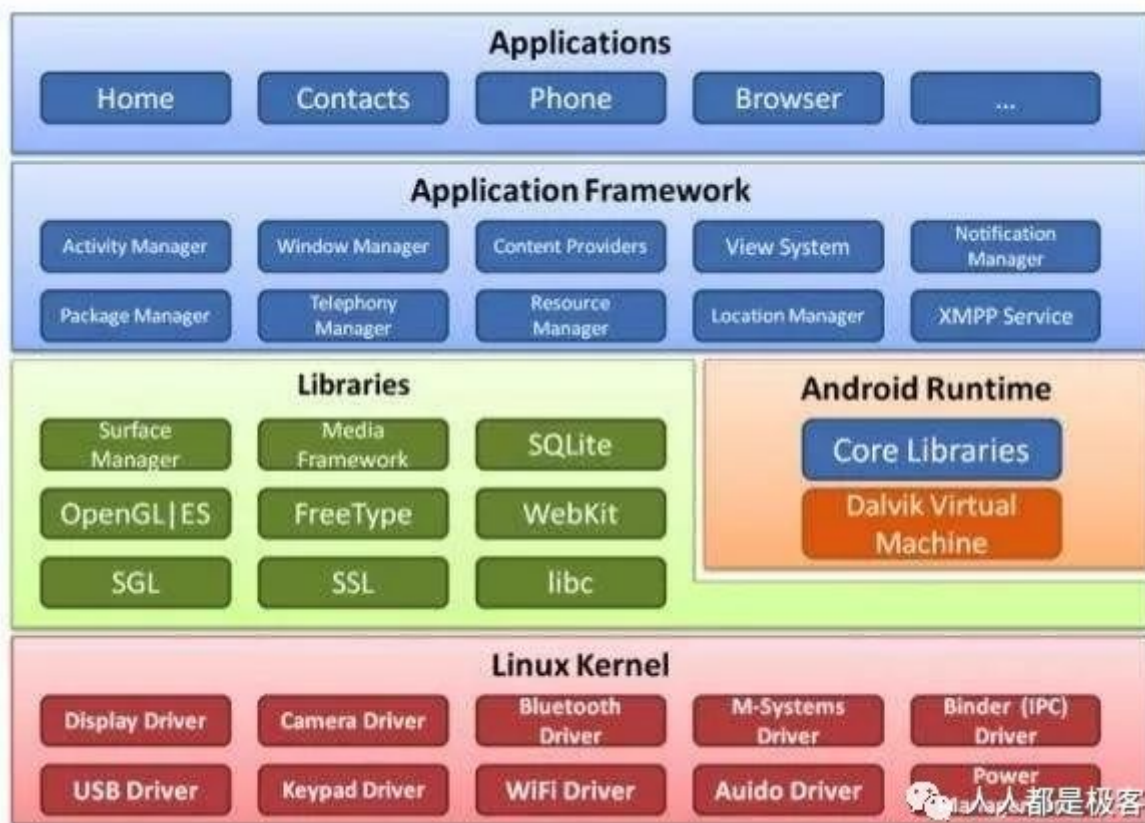 Applications
Home
Contacts
Phone
Browser
...
Application Framework
Activity Manager
Window Manager
Content Providers
View System
Notification
Manager
Package Manager
Telephony
Manager
Resource
Manager
Location Manager
XMPP Service
Libraries
Surface
Manager
Media
Framework
SQLite
OpenGL|ES
FreeType
WebKit
SGL
SSL
libc
Android Runtime
Core Libraries
Dalvik Virtual
Machine
Linux Kernel
Display Driver
Camera Driver
Bluetooth
Driver
M-Systems
Driver
Binder (IPC)
Driver
USB Driver
Keypad Driver
WiFi Driver
Auido Driver
Power
人人都是极客